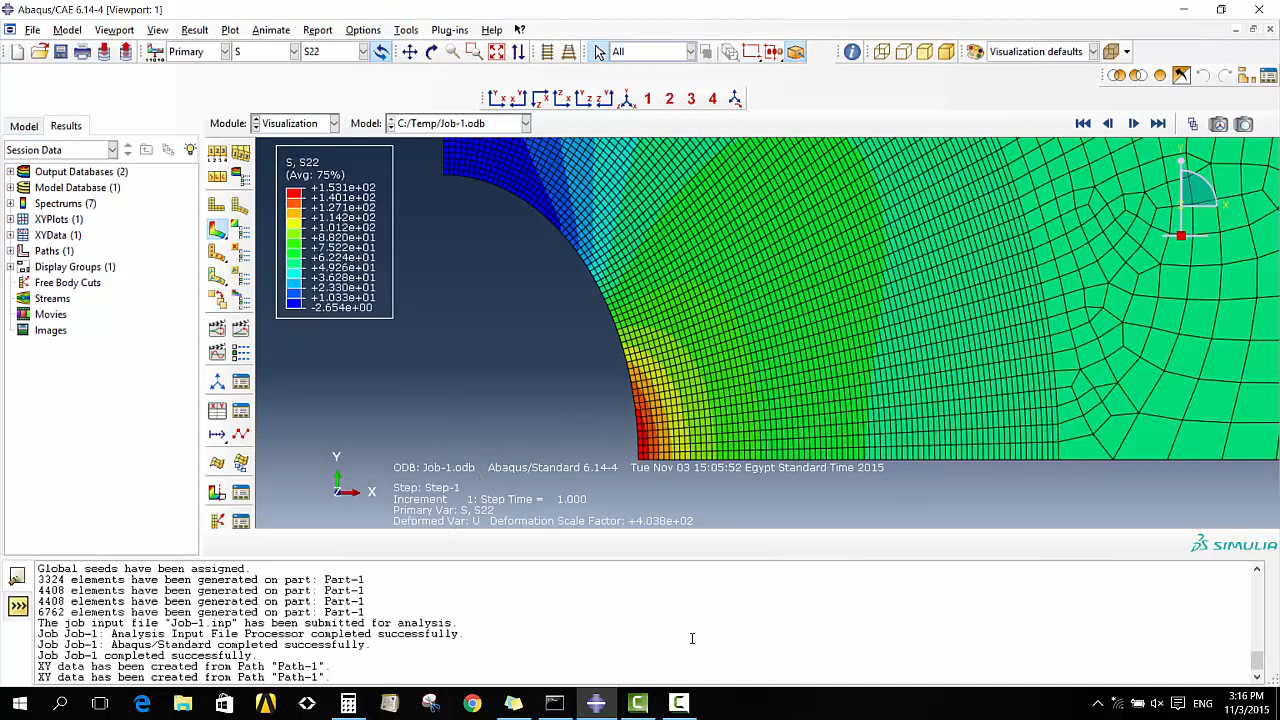 Abaqus/CAE 6.14-4 [Viewport: 1]
File Model Viewport View Result Plot Animate Report Options Tools Plug-ins Help
Primary S S22 All Visualization defaults
1 2 3 4
Model Results Module: Visualization Model: C:/Temp/Job-1.odb
Session Data
Output Databases (2)
Model Database (1)
Spectrums (7)
XYPlots (1)
XYData (1)
Paths (1)
Display Groups (1)
Free Body Cuts
Streams
Movies
Images
S, S22
(Avg: 75%)
+1.531e+02
+1.401e+02
+1.271e+02
+1.142e+02
+1.012e+02
+8.820e+01
+7.522e+01
+6.224e+01
+4.926e+01
+3.628e+01
+2.330e+01
+1.033e+01
-2.654e+00
Y
X
Y
X
Z
ODB: Job-1.odb Abaqus/Standard 6.14-4 Tue Nov 03 15:05:52 Egypt Standard Time 2015
Step: Step-1
Increment 1: Step Time = 1.000
Primary Var: S, S22
Deformed Var: U Deformation Scale Factor: +4.038e+02
SIMULIA
Global seeds have been assigned.
3324 elements have been generated on part: Part-1
4408 elements have been generated on part: Part-1
4408 elements have been generated on part: Part-1
6762 elements have been generated on part: Part-1
The job input file "Job-1.inp" has been submitted for analysis.
Job Job-1: Analysis Input File Processor completed successfully.
Job Job-1: Abaqus/Standard completed successfully.
Job Job-1 completed successfully.
XY data has been created from Path "Path-1".
XY data has been created from Path "Path-1".
>>>
ENG
3:16 PM
11/3/2015